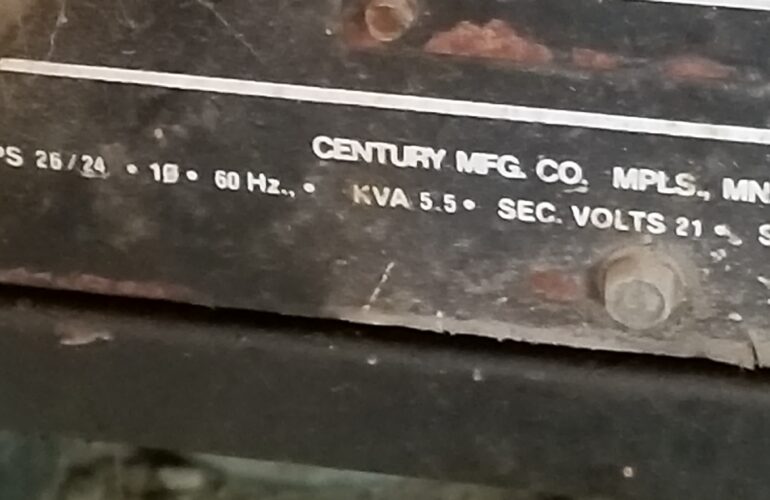 CENTURY MFG. CO. MPLS., MN
PS 26/24 • 1Ø • 60 Hz., • KVA 5.5 • SEC. VOLTS 21 • S